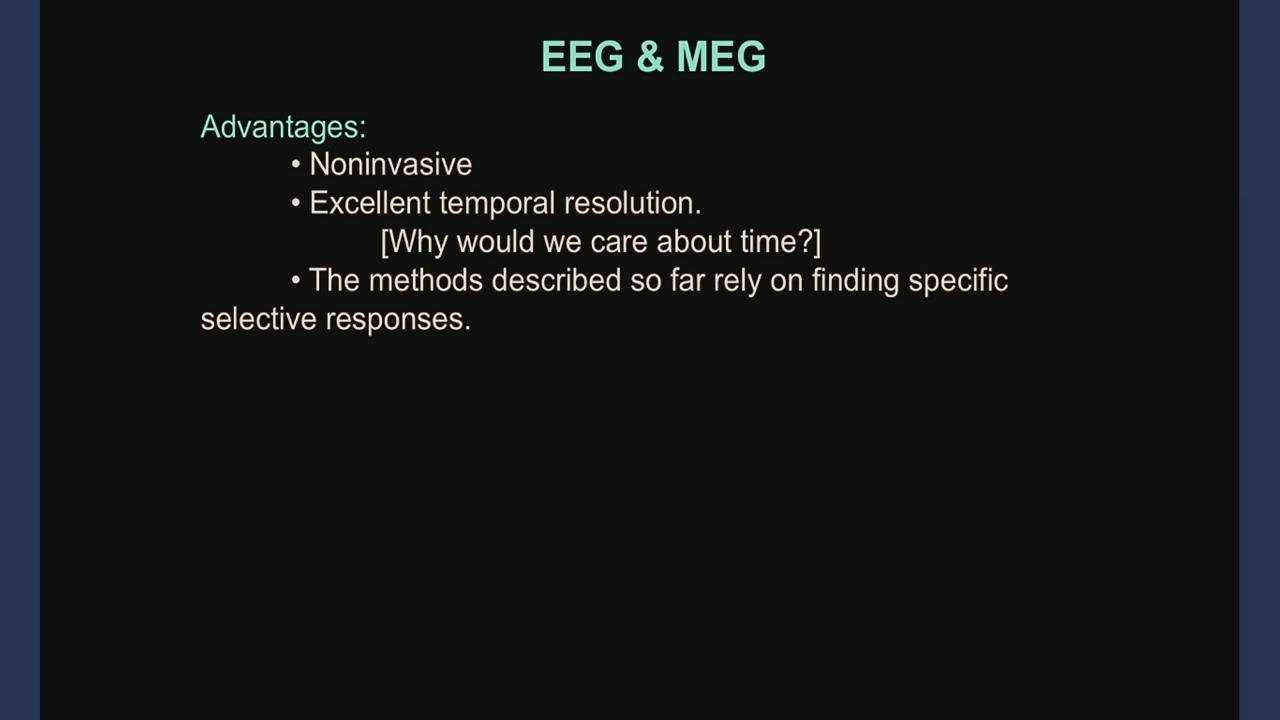 EEG & MEG
Advantages:
• Noninvasive
• Excellent temporal resolution.
[Why would we care about time?]
• The methods described so far rely on finding specific
selective responses.